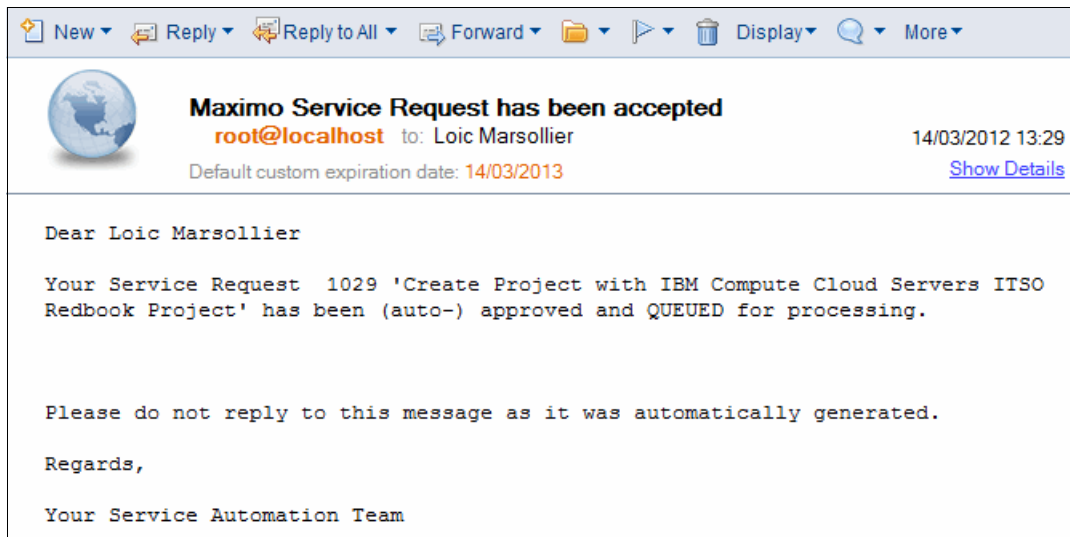 New Reply Reply to All Forward Display More
Maximo Service Request has been accepted
root@localhost to: Loic Marsollier 14/03/2012 13:29
Default custom expiration date: 14/03/2013 Show Details
Dear Loic Marsollier
Your Service Request 1029 'Create Project with IBM Compute Cloud Servers ITSO
Redbook Project' has been (auto-) approved and QUEUED for processing.
Please do not reply to this message as it was automatically generated.
Regards,
Your Service Automation Team